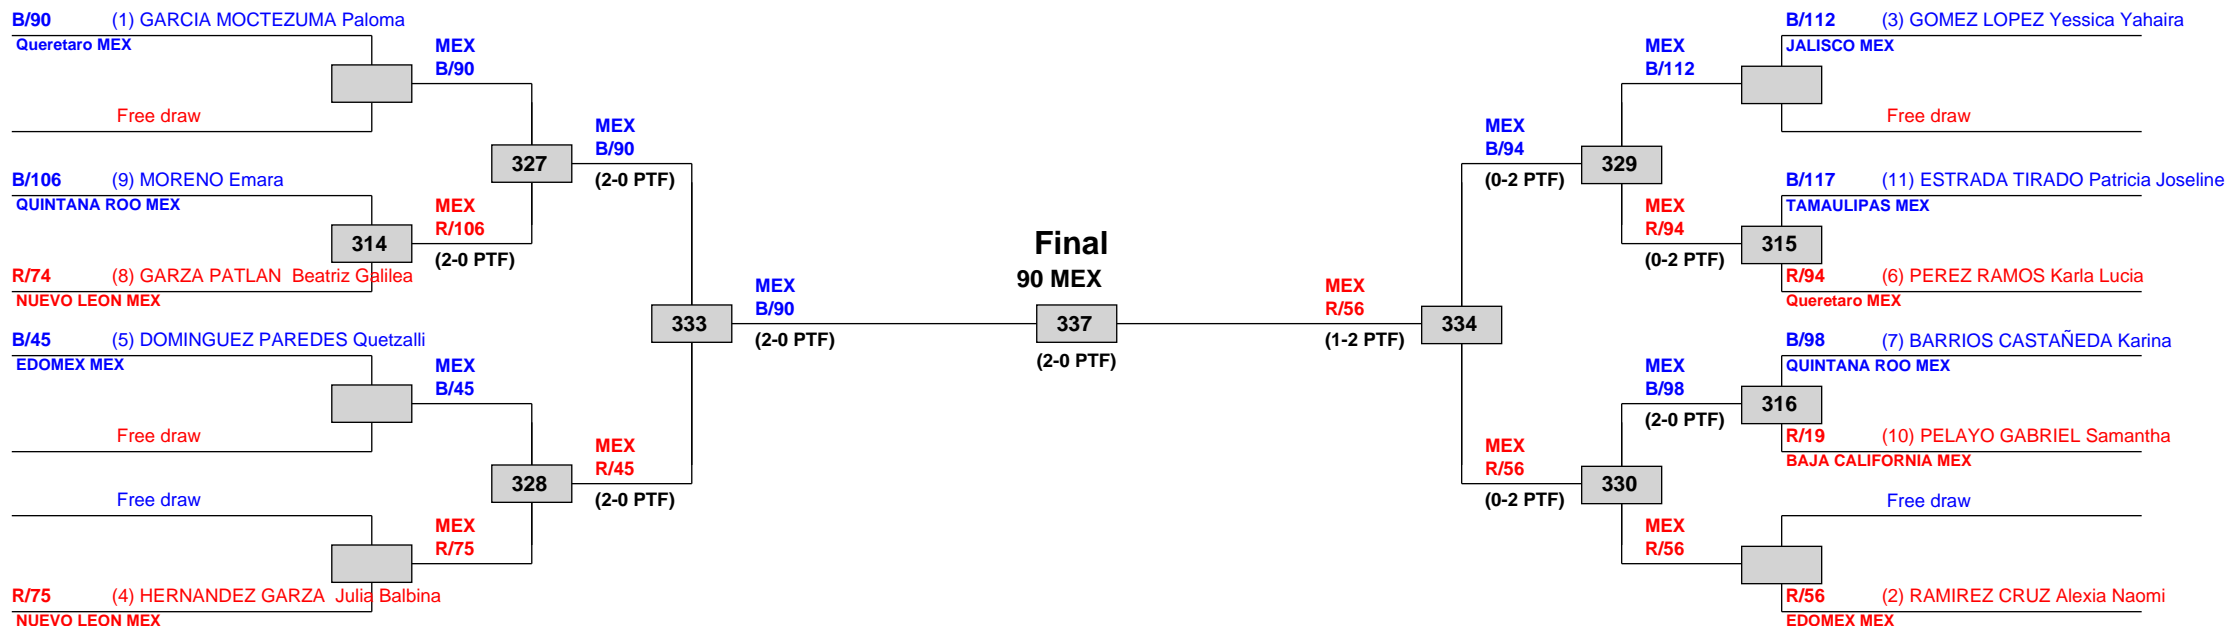 B/90 (1) GARCIA MOCTEZUMA Paloma
Queretaro MEX
Free draw
B/106 (9) MORENO Emara
QUINTANA ROO MEX
R/74 (8) GARZA PATLAN Beatriz Galilea
NUEVO LEON MEX
B/45 (5) DOMINGUEZ PAREDES Quetzalli
EDOMEX MEX
Free draw
Free draw
R/75 (4) HERNANDEZ GARZA Julia Balbina
NUEVO LEON MEX
MEX
B/90
314
MEX
R/106
(2-0 PTF)
MEX
B/45
MEX
R/75
327
MEX
B/90
(2-0 PTF)
328
MEX
R/45
(2-0 PTF)
333
MEX
B/90
(2-0 PTF)
Final
90 MEX
337
(2-0 PTF)
MEX
R/56
(1-2 PTF)
334
MEX
B/94
(0-2 PTF)
329
MEX
R/56
(0-2 PTF)
330
MEX
B/112
MEX
R/94
(0-2 PTF)
315
MEX
B/98
(2-0 PTF)
316
MEX
R/56
B/112 (3) GOMEZ LOPEZ Yessica Yahaira
JALISCO MEX
Free draw
B/117 (11) ESTRADA TIRADO Patricia Joseline
TAMAULIPAS MEX
R/94 (6) PEREZ RAMOS Karla Lucia
Queretaro MEX
B/98 (7) BARRIOS CASTAÑEDA Karina
QUINTANA ROO MEX
R/19 (10) PELAYO GABRIEL Samantha
BAJA CALIFORNIA MEX
Free draw
R/56 (2) RAMIREZ CRUZ Alexia Naomi
EDOMEX MEX